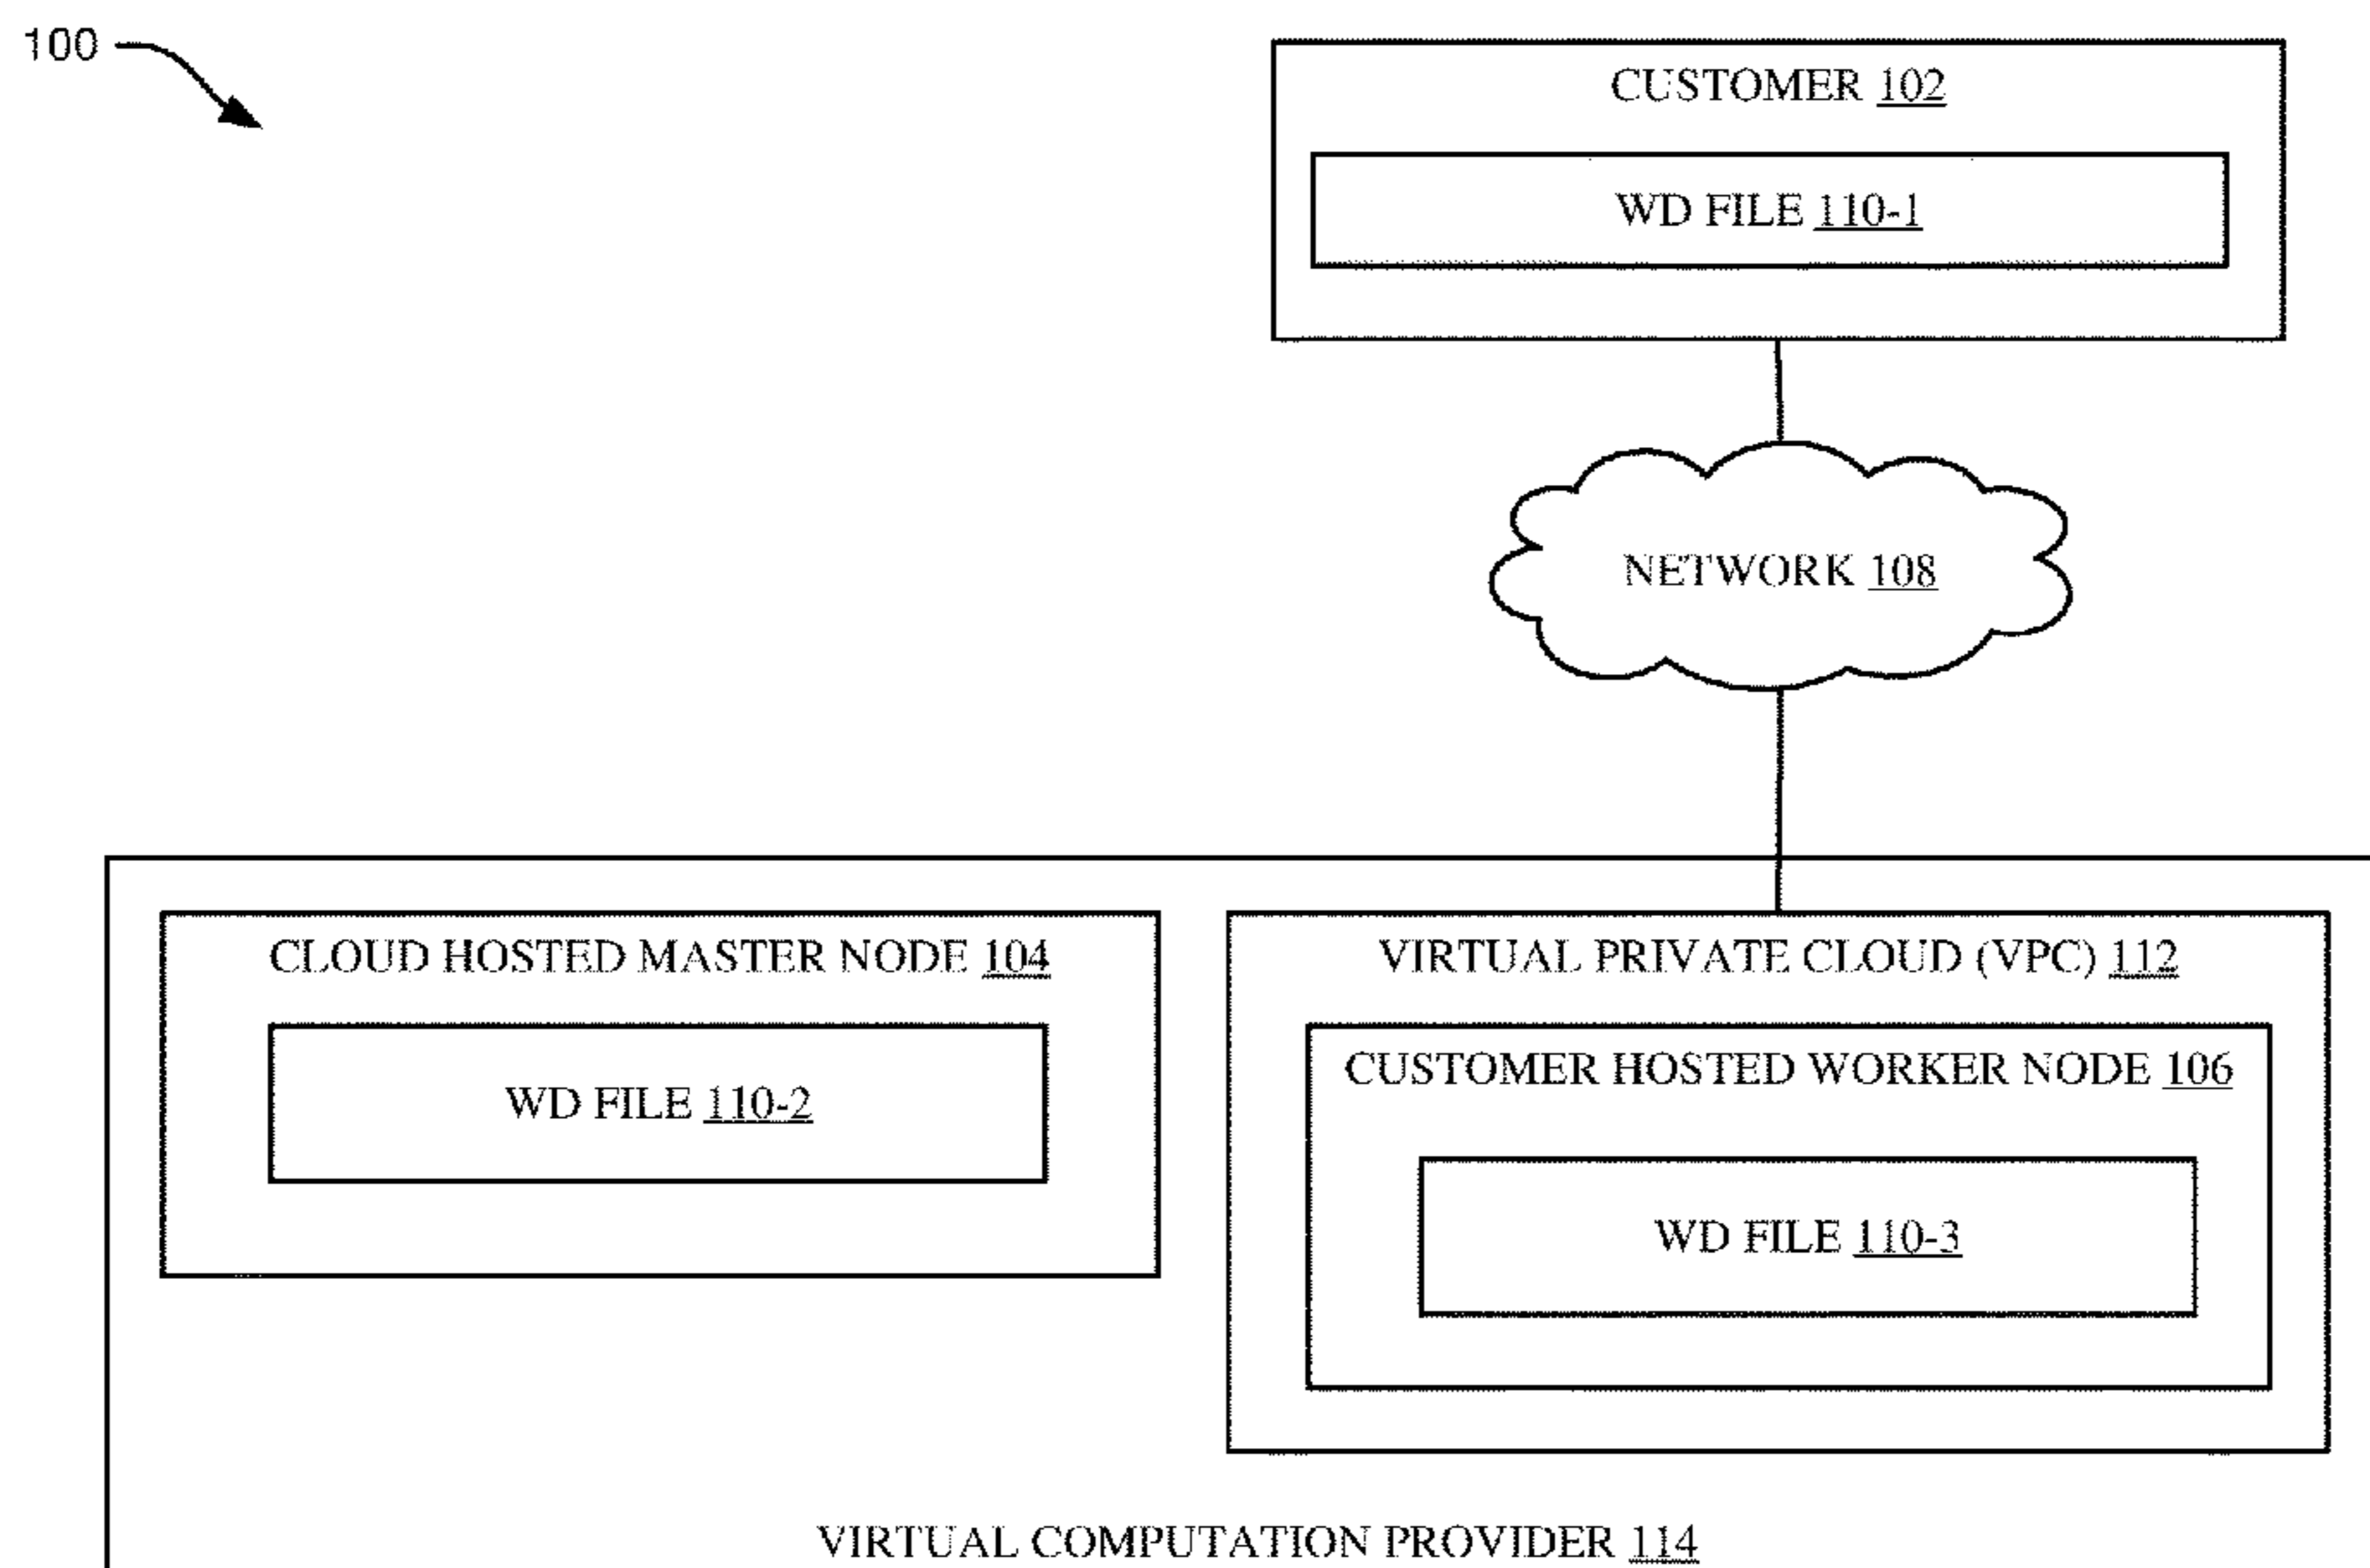 100
CUSTOMER 102
WD FILE 110-1
NETWORK 108
CLOUD HOSTED MASTER NODE 104
WD FILE 110-2
VIRTUAL PRIVATE CLOUD (VPC) 112
CUSTOMER HOSTED WORKER NODE 106
WD FILE 110-3
VIRTUAL COMPUTATION PROVIDER 114